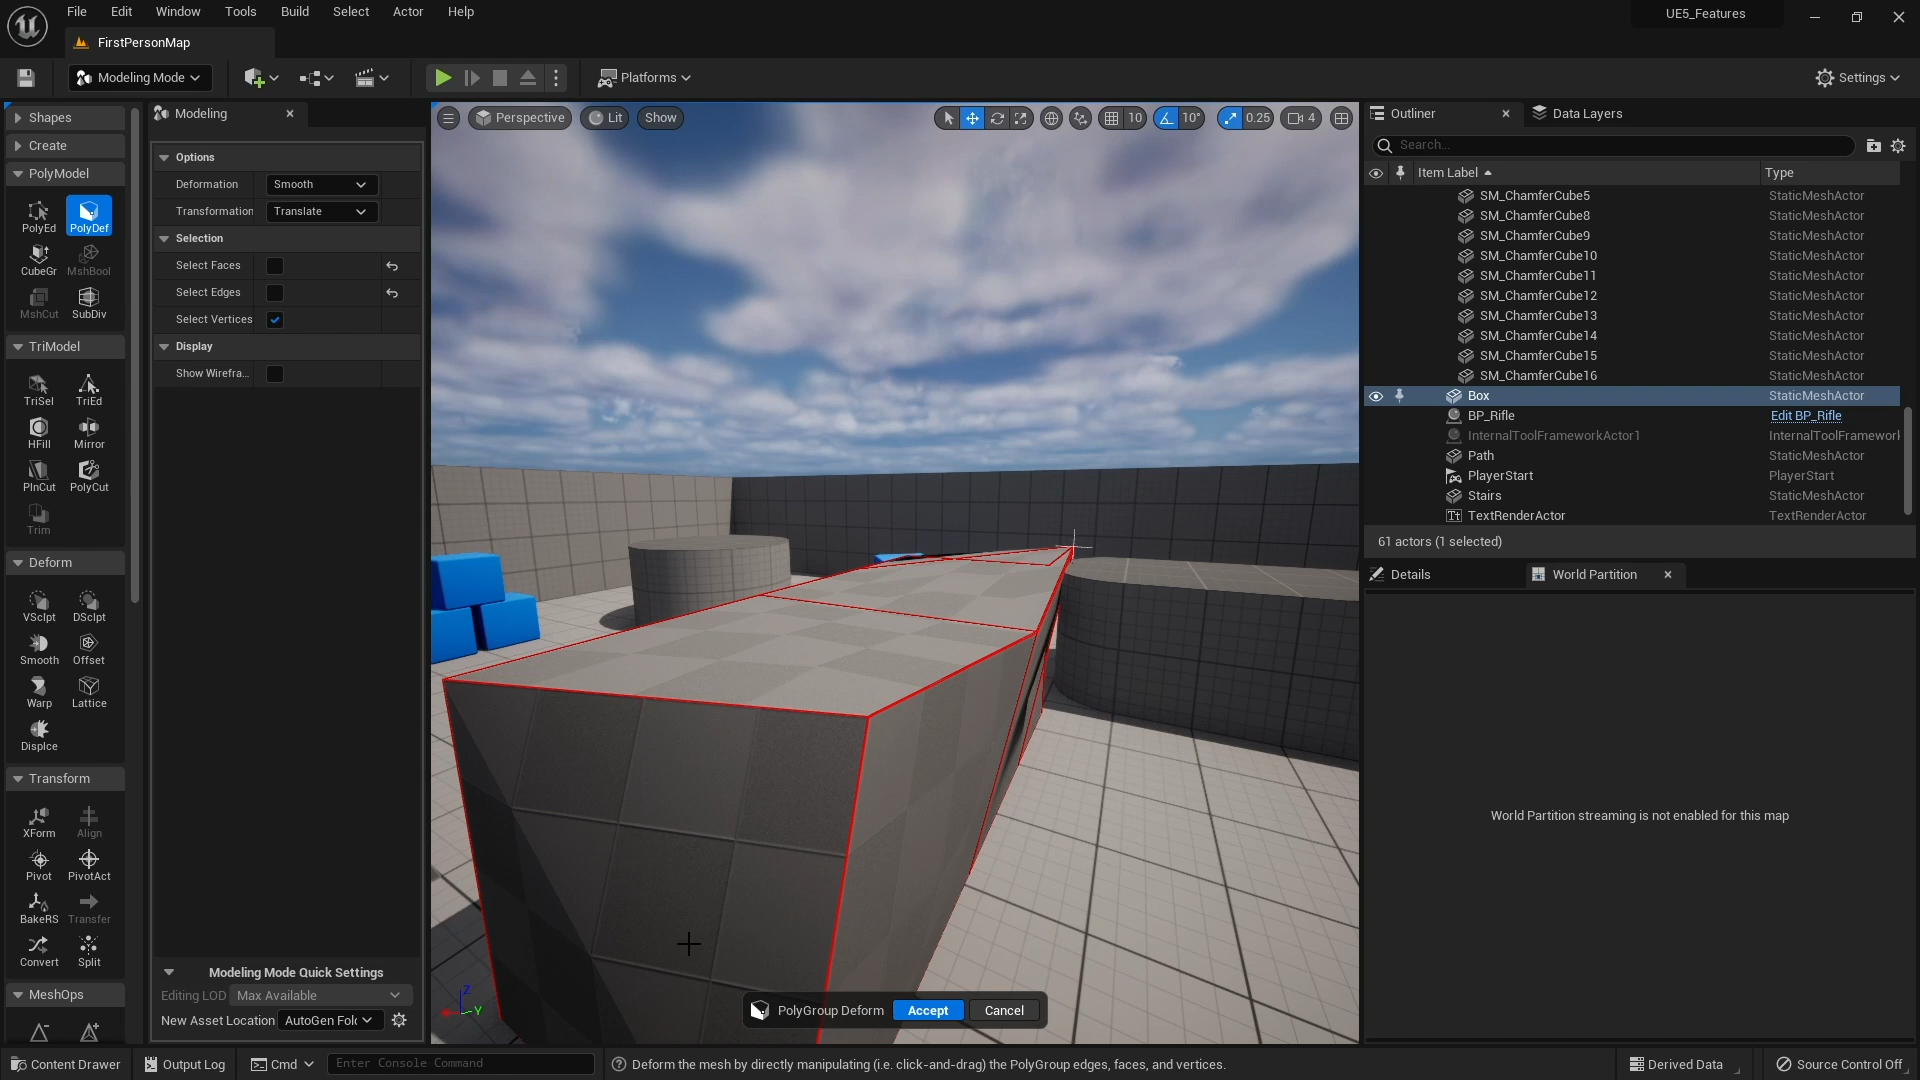 File Edit Window Tools Build Select Actor Help
UE5_Features
FirstPersonMap
Modeling Mode
Platforms
Settings
Shapes
Create
PolyModel
PolyEd PolyDef
CubeGr MshBool
MshCut SubDiv
TriModel
TriSel TriEd
HFill Mirror
PlnCut PolyCut
Trim
Deform
VSclpt DSclpt
Smooth Offset
Warp Lattice
Displce
Transform
XForm Align
Pivot PivotAct
BakeRS Transfer
Convert Split
MeshOps
Modeling
Options
Deformation Smooth
Transformation Translate
Selection
Select Faces
Select Edges
Select Vertices
Display
Show Wirefra...
Modeling Mode Quick Settings
Editing LOD Max Available
New Asset Location AutoGen Fold
Perspective Lit Show
10 10° 0.25 4
Z
Y
PolyGroup Deform Accept Cancel
Outliner
Data Layers
Search...
Item Label Type
SM_ChamferCube5 StaticMeshActor
SM_ChamferCube8 StaticMeshActor
SM_ChamferCube9 StaticMeshActor
SM_ChamferCube10 StaticMeshActor
SM_ChamferCube11 StaticMeshActor
SM_ChamferCube12 StaticMeshActor
SM_ChamferCube13 StaticMeshActor
SM_ChamferCube14 StaticMeshActor
SM_ChamferCube15 StaticMeshActor
SM_ChamferCube16 StaticMeshActor
Box StaticMeshActor
BP_Rifle Edit BP_Rifle
InternalToolFrameworkActor1 InternalToolFramework
Path StaticMeshActor
PlayerStart PlayerStart
Stairs StaticMeshActor
Tt TextRenderActor TextRenderActor
61 actors (1 selected)
Details
World Partition
World Partition streaming is not enabled for this map
Content Drawer Output Log Cmd Enter Console Command
Deform the mesh by directly manipulating (i.e. click-and-drag) the PolyGroup edges, faces, and vertices.
Derived Data Source Control Off